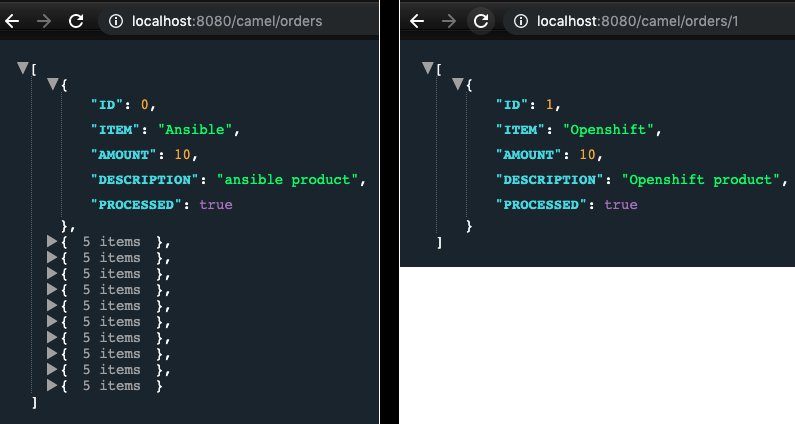 localhost:8080/camel/orders
[
{
"ID": 0,
"ITEM": "Ansible",
"AMOUNT": 10,
"DESCRIPTION": "ansible product",
"PROCESSED": true
},
{ 5 items },
{ 5 items },
{ 5 items },
{ 5 items },
{ 5 items },
{ 5 items },
{ 5 items },
{ 5 items },
{ 5 items },
{ 5 items }
]
localhost:8080/camel/orders/1
[
{
"ID": 1,
"ITEM": "Openshift",
"AMOUNT": 10,
"DESCRIPTION": "Openshift product",
"PROCESSED": true
}
]